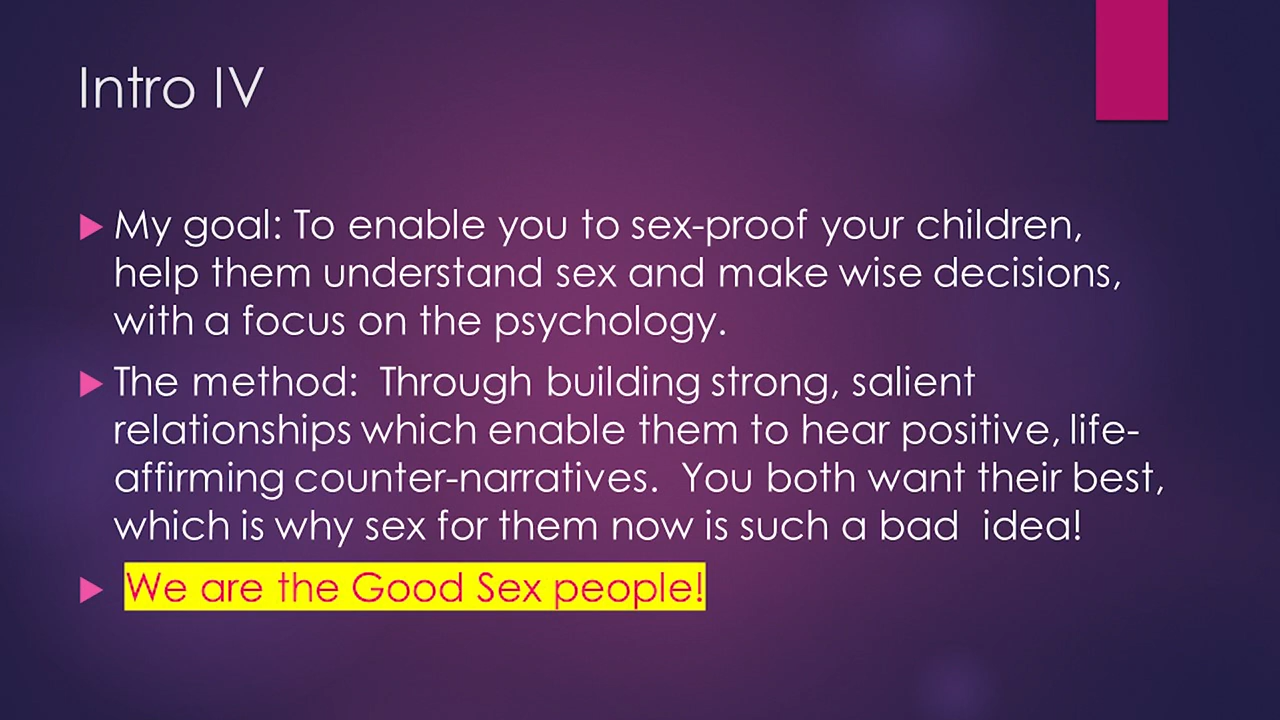 Intro IV
My goal: To enable you to sex-proof your children,
help them understand sex and make wise decisions,
with a focus on the psychology.
The method:  Through building strong, salient
relationships which enable them to hear positive, life-
affirming counter-narratives.  You both want their best,
which is why sex for them now is such a bad  idea!
We are the Good Sex people!